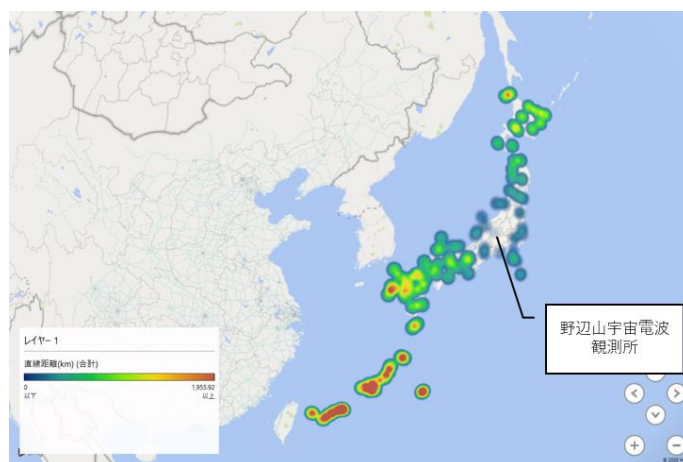 野辺山宇宙電波
観測所
レイヤー 1
直線距離(km) (合計)
0
以下
1,955.92
以上